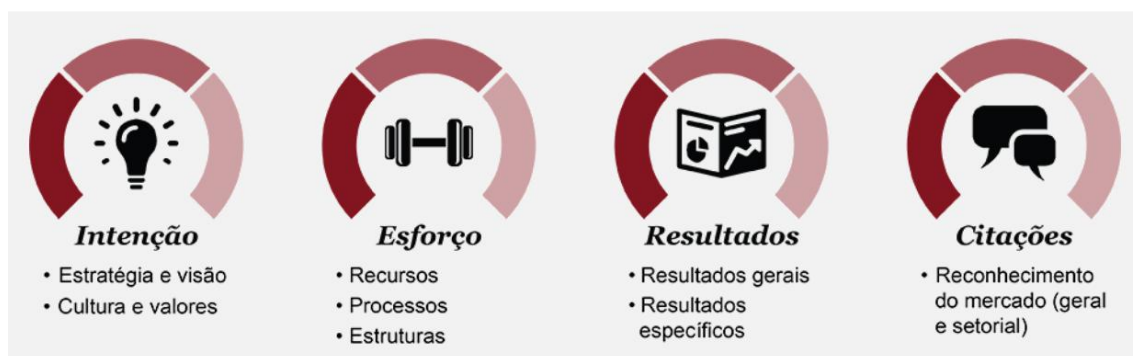 Intenção
• Estratégia e visão
• Cultura e valores
Esforço
• Recursos
• Processos
• Estruturas
Resultados
• Resultados gerais
• Resultados
específicos
Citações
• Reconhecimento
do mercado (geral
e setorial)